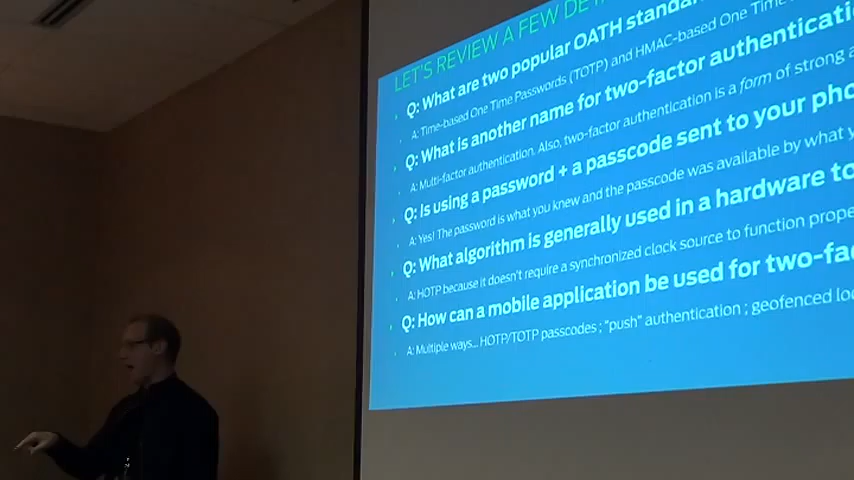 LET'S REVIEW A FEW DE
Q: What are two popular OATH standar
A: Time-based One Time Passwords (TOTP) and HMAC-based One Time
Q: What is another name for two-factor authenticati
A: Multi-factor authentication. Also, two-factor authentication is a form of strong a
Q: Is using a password + a passcode sent to your pho
A: Yes! The password is what you knew and the passcode was available by what y
Q: What algorithm is generally used in a hardware to
A: HOTP because it doesn't require a synchronized clock source to function prope
Q: How can a mobile application be used for two-fac
A: Multiple ways... HOTP/TOTP passcodes ; "push" authentication ; geofenced loc